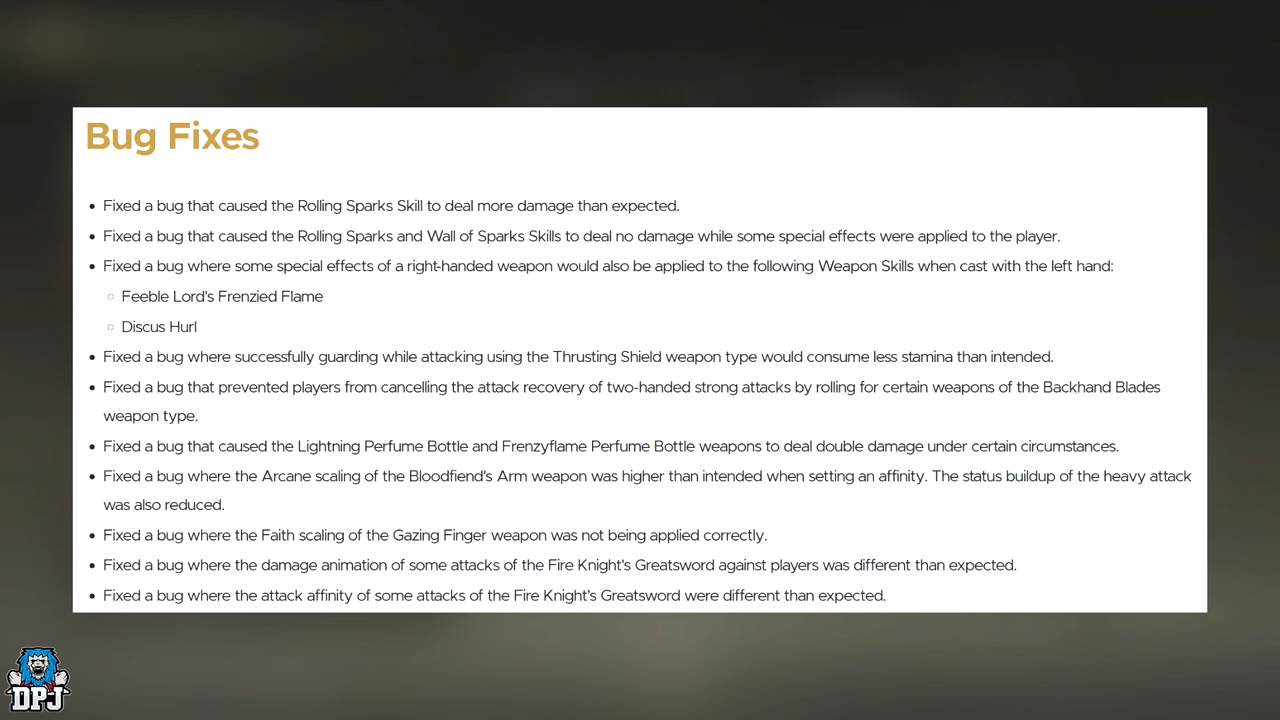 Bug Fixes
Fixed a bug that caused the Rolling Sparks Skill to deal more damage than expected.
Fixed a bug that caused the Rolling Sparks and Wall of Sparks Skills to deal no damage while some special effects were applied to the player.
Fixed a bug where some special effects of a right-handed weapon would also be applied to the following Weapon Skills when cast with the left hand:
Feeble Lord's Frenzied Flame
Discus Hurl
Fixed a bug where successfully guarding while attacking using the Thrusting Shield weapon type would consume less stamina than intended.
Fixed a bug that prevented players from cancelling the attack recovery of two-handed strong attacks by rolling for certain weapons of the Backhand Blades
weapon type.
Fixed a bug that caused the Lightning Perfume Bottle and Frenzyflame Perfume Bottle weapons to deal double damage under certain circumstances.
Fixed a bug where the Arcane scaling of the Bloodfiend's Arm weapon was higher than intended when setting an affinity. The status buildup of the heavy attack
was also reduced.
Fixed a bug where the Faith scaling of the Gazing Finger weapon was not being applied correctly.
Fixed a bug where the damage animation of some attacks of the Fire Knight's Greatsword against players was different than expected.
Fixed a bug where the attack affinity of some attacks of the Fire Knight's Greatsword were different than expected.
DPJ